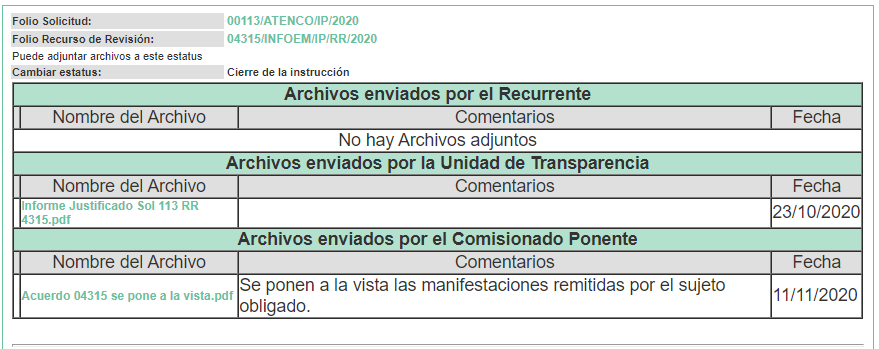 Folio Solicitud: 00113/ATENCO/IP/2020
Folio Recurso de Revisión: 04315/INFOEM/IP/RR/2020
Puede adjuntar archivos a este estatus
Cambiar estatus: Cierre de la instrucción
Archivos enviados por el Recurrente
Nombre del Archivo Comentarios Fecha
No hay Archivos adjuntos
Archivos enviados por la Unidad de Transparencia
Nombre del Archivo Comentarios Fecha
Informe Justificado Sol 113 RR
4315.pdf 23/10/2020
Archivos enviados por el Comisionado Ponente
Nombre del Archivo Comentarios Fecha
Acuerdo 04315 se pone a la vista.pdf Se ponen a la vista las manifestaciones remitidas por el sujeto
obligado. 11/11/2020